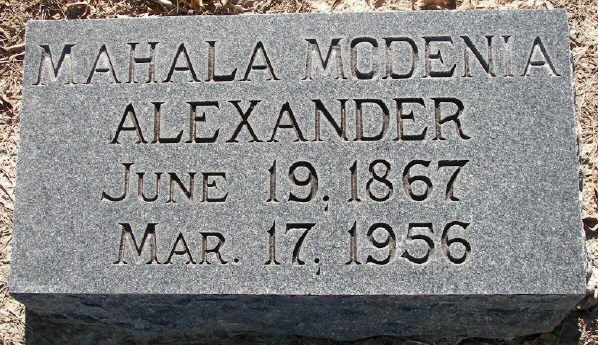 MAHALA MODENIA
ALEXANDER
JUNE 19, 1867
MAR. 17, 1956